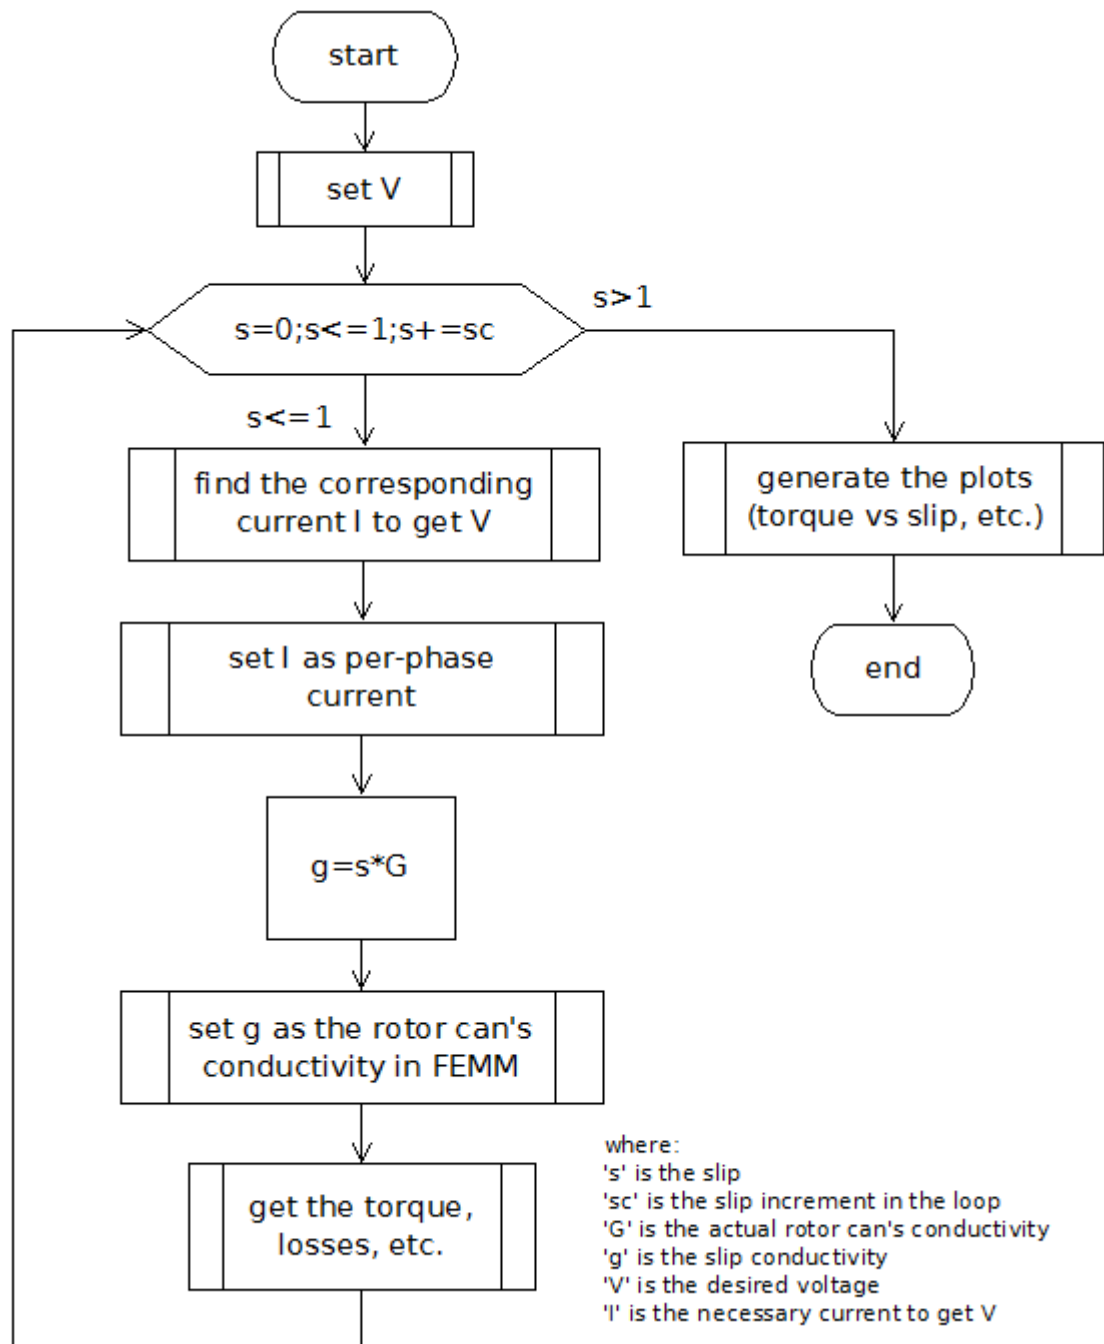 start
set V
s=0;s<=1;s+=sc
s>1
s<=1
find the corresponding
current I to get V
generate the plots
(torque vs slip, etc.)
set I as per-phase
current
end
g=s*G
set g as the rotor can's
conductivity in FEMM
get the torque,
losses, etc.
where:
's' is the slip
'sc' is the slip increment in the loop
'G' is the actual rotor can's conductivity
'g' is the slip conductivity
'V' is the desired voltage
'I' is the necessary current to get V